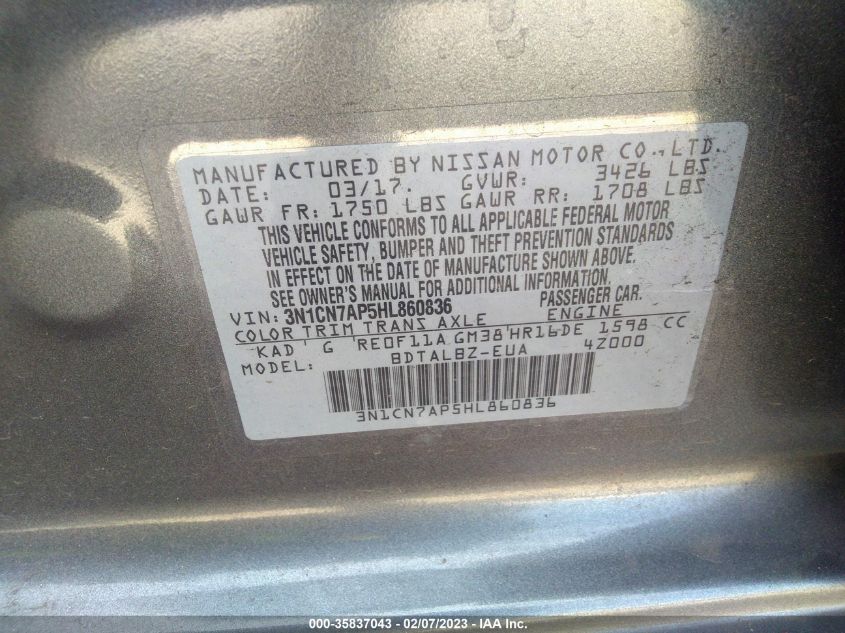 MANUFACTURED BY NISSAN MOTOR CO., LTD.
DATE: 03/17. GVWR: 3426 LBS
GAWR FR: 1750 LBS GAWR RR: 1708 LBS
THIS VEHICLE CONFORMS TO ALL APPLICABLE FEDERAL MOTOR
VEHICLE SAFETY, BUMPER AND THEFT PREVENTION STANDARDS
IN EFFECT ON THE DATE OF MANUFACTURE SHOWN ABOVE.
SEE OWNER'S MANUAL FOR ADDITIONAL INFORMATION.
VIN: 3N1CN7AP5HL860836 PASSENGER CAR.
COLOR TRIM TRANS AXLE ENGINE
KAD G RE0F11A GM38 HR16DE 1598 CC
MODEL: BDTALBZ-EUA 4Z000
3N1CN7AP5HL860836
000-35837043 - 02/07/2023 - IAA Inc.